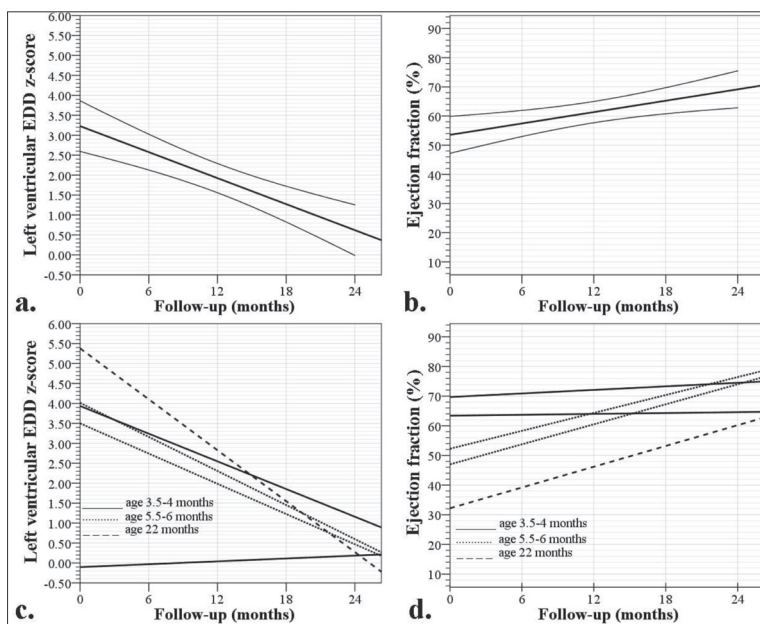 6.00
5.50
5.00
4.50
4.00
3.50
3.00
2.50
2.00
1.50
1.00
0.50
0.00
-0.50
Left ventricular EDD z-score
0 6 12 18 24
Follow-up (months)
a.
90
80
70
60
50
40
30
20
10
Ejection fraction (%)
0 6 12 18 24
Follow-up (months)
b.
6.00
5.50
5.00
4.50
4.00
3.50
3.00
2.50
2.00
1.50
1.00
0.50
0.00
0.50
Left ventricular EDD z-score
age 3.5-4 months
age 5.5-6 months
age 22 months
0 6 12 18 24
Follow-up (months)
c.
90
80
70
60
50
40
30
20
10
Ejection fraction (%)
age 3.5-4 months
age 5.5-6 months
age 22 months
0 6 12 18 24
Follow-up (months)
d.